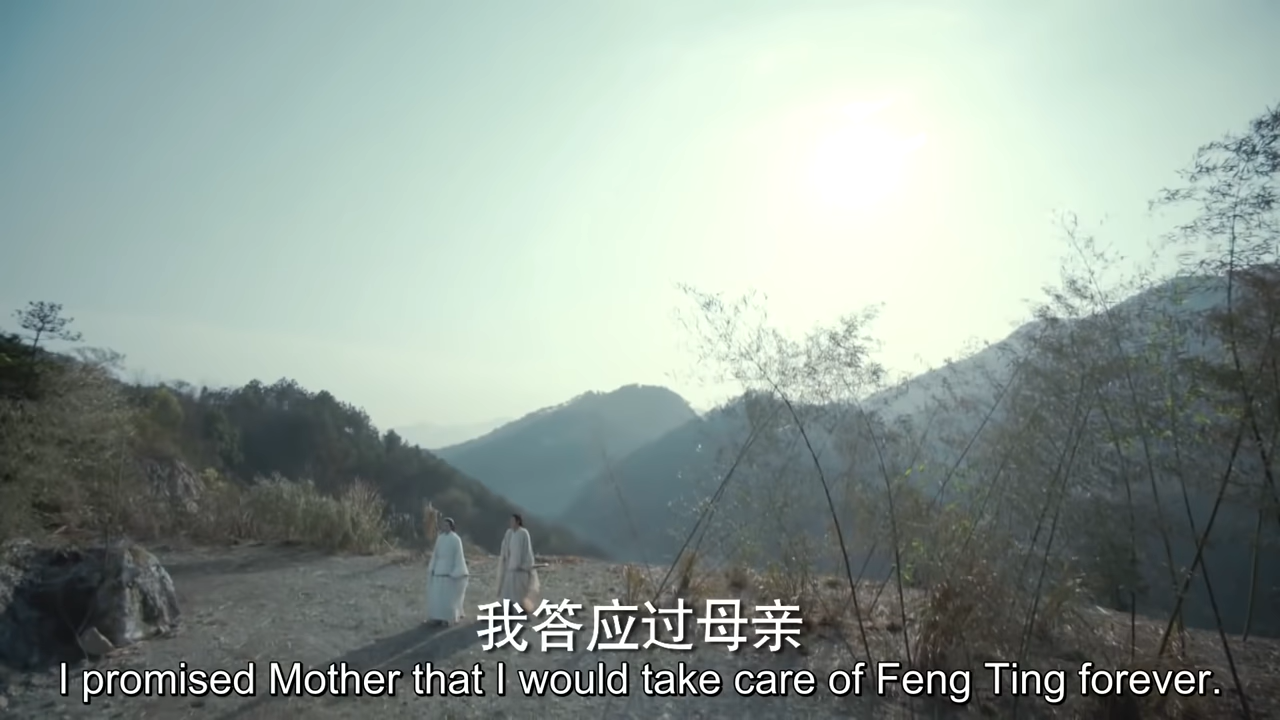 我答应过母亲
I promised Mother that I would take care of Feng Ting forever.